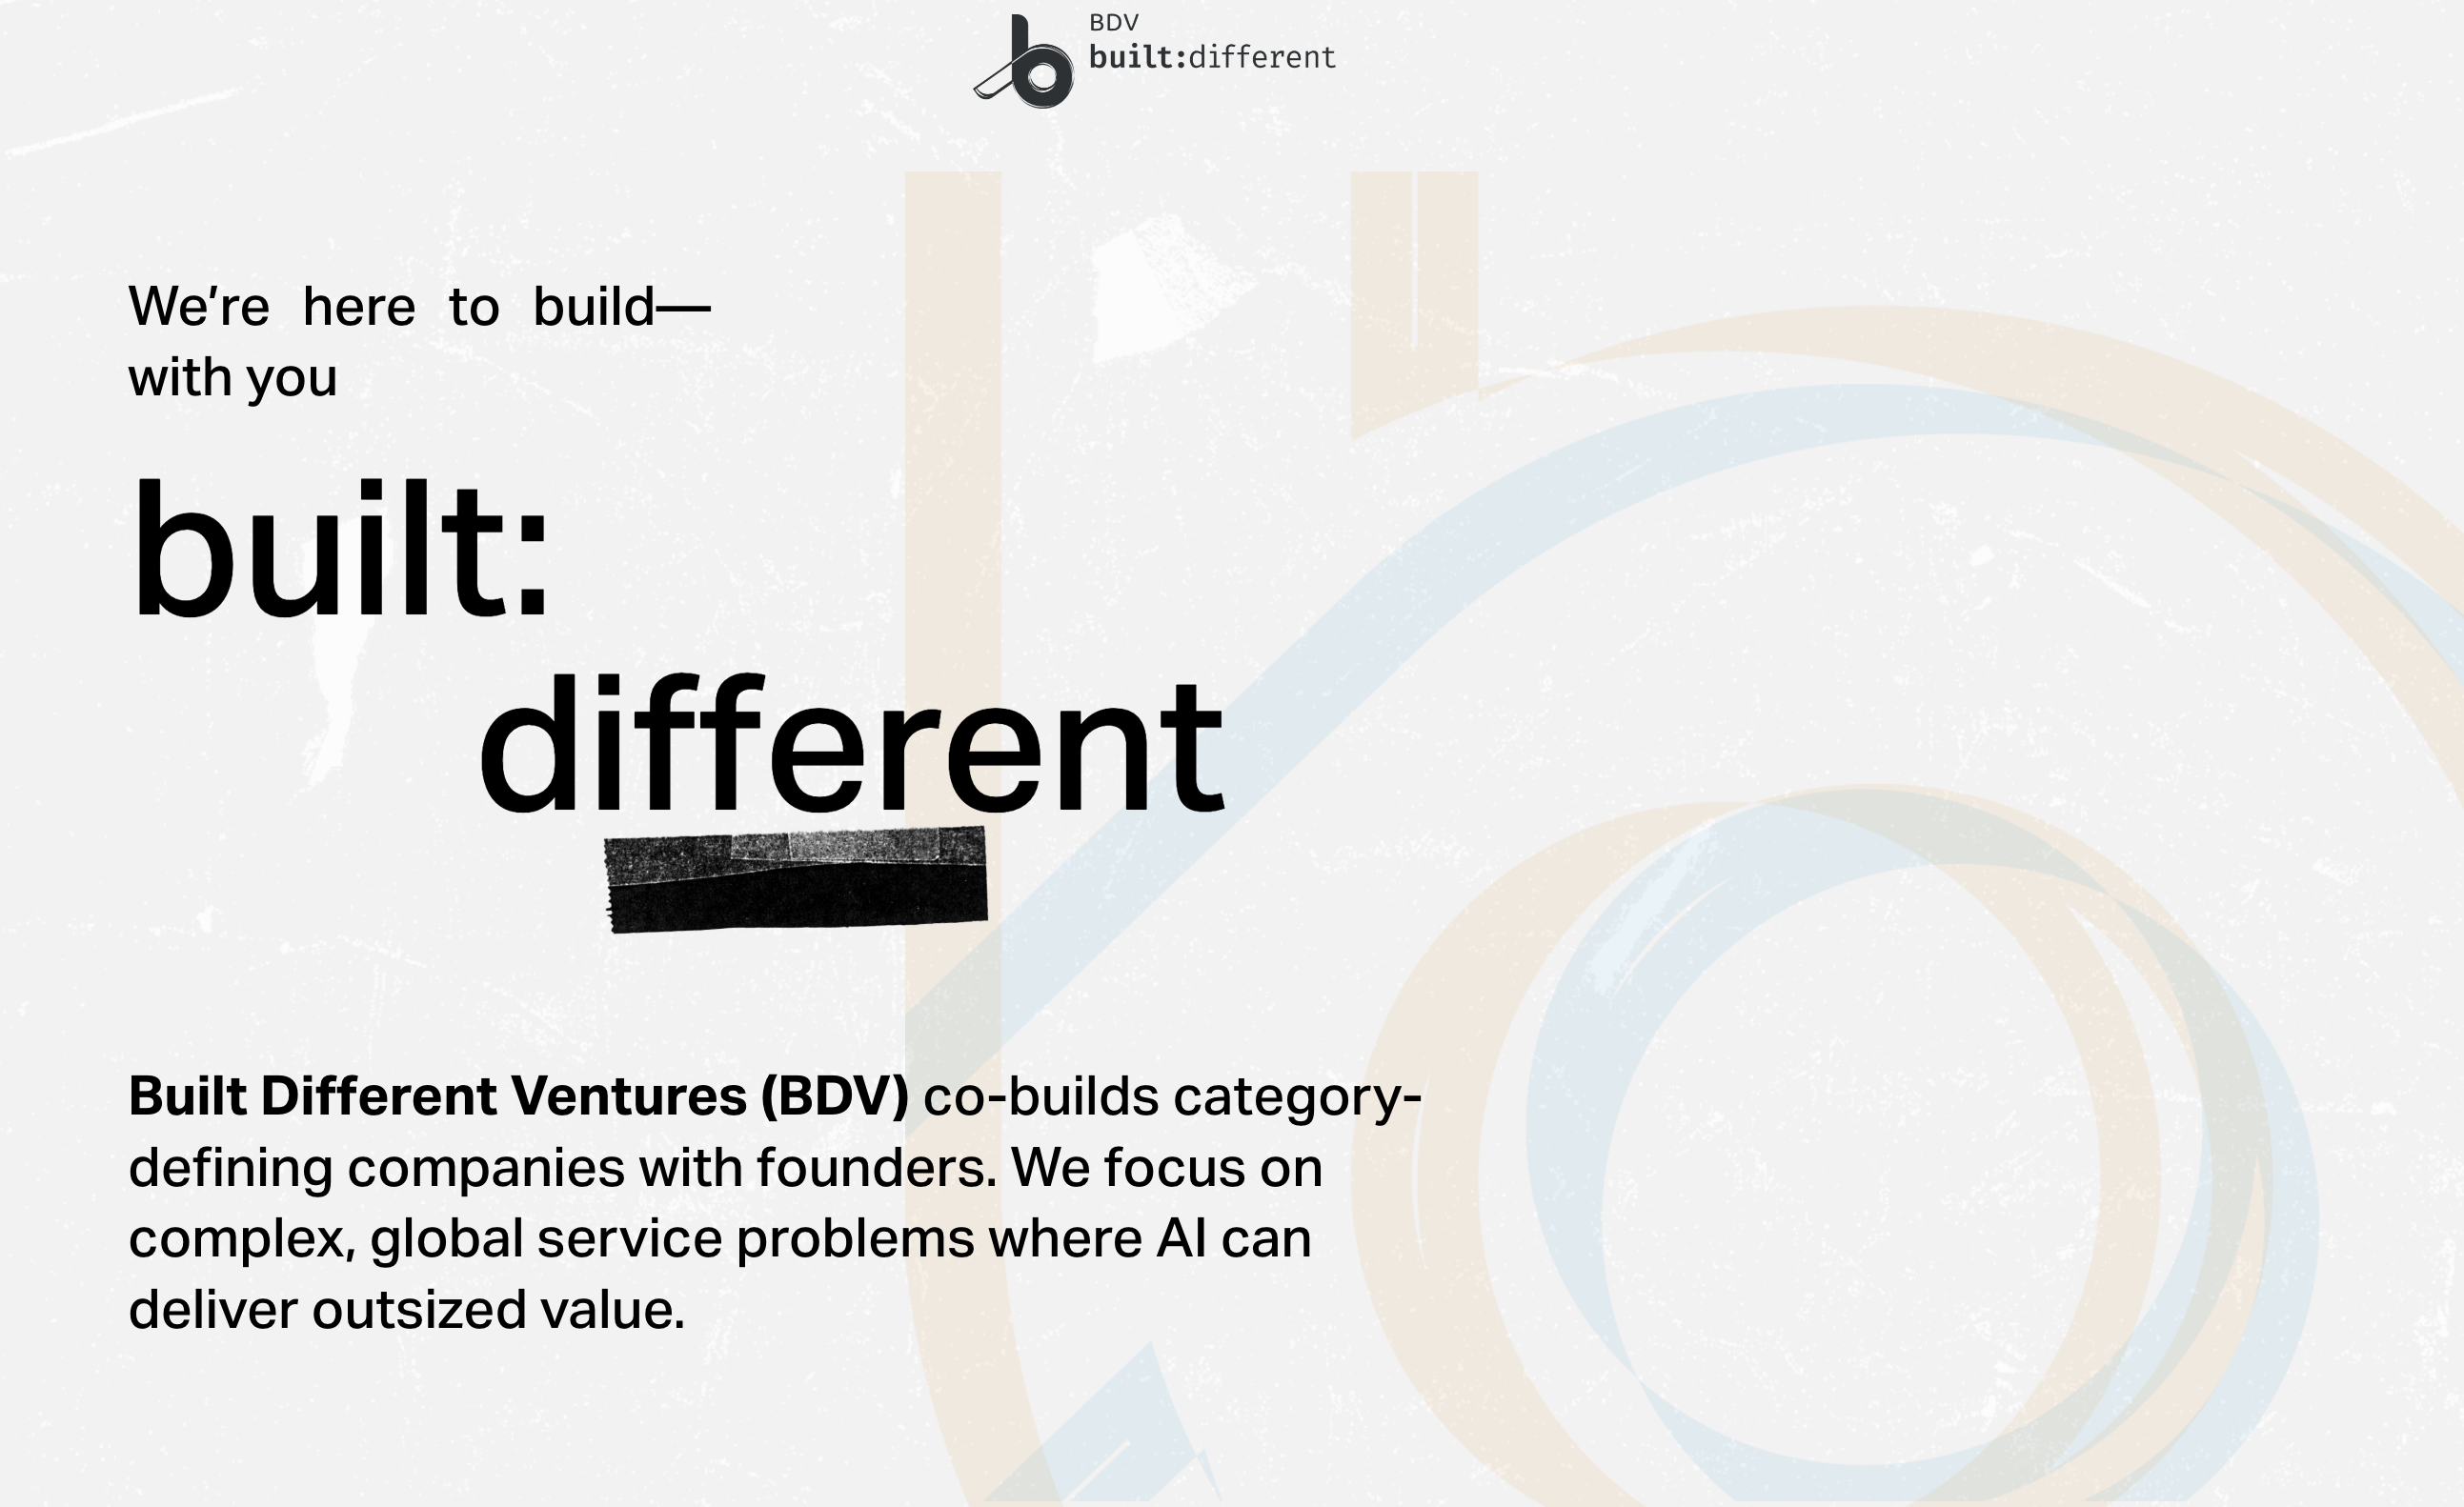 BDV
built:different
We’re here to build—
with you
built:
different
Built Different Ventures (BDV) co-builds category-
defining companies with founders. We focus on
complex, global service problems where AI can
deliver outsized value.